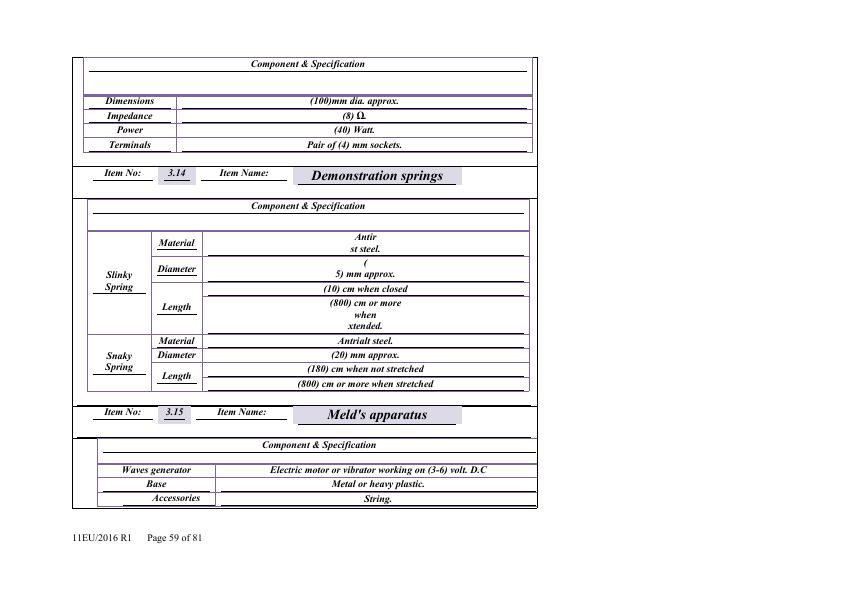 Component & Specification
Dimensions (100)mm dia. approx.
Impedance (8) Ω.
Power (40) Watt.
Terminals Pair of (4) mm sockets.
Item No: 3.14 Item Name: Demonstration springs
Component & Specification
Slinky Spring
Material Antir
st steel.
Diameter (
5) mm approx.
Length (10) cm when closed
(800) cm or more
when
xtended.
Snaky Spring
Material Antrialt steel.
Diameter (20) mm approx.
Length (180) cm when not stretched
(800) cm or more when stretched
Item No: 3.15 Item Name: Meld's apparatus
Component & Specification
Waves generator Electric motor or vibrator working on (3-6) volt. D.C
Base Metal or heavy plastic.
Accessories String.
11EU/2016 R1 Page 59 of 81